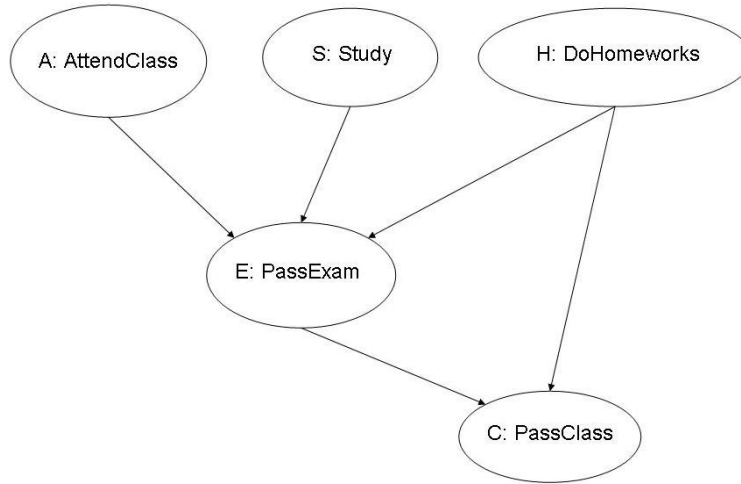 A: AttendClass
S: Study
H: DoHomeworks
E: PassExam
C: PassClass